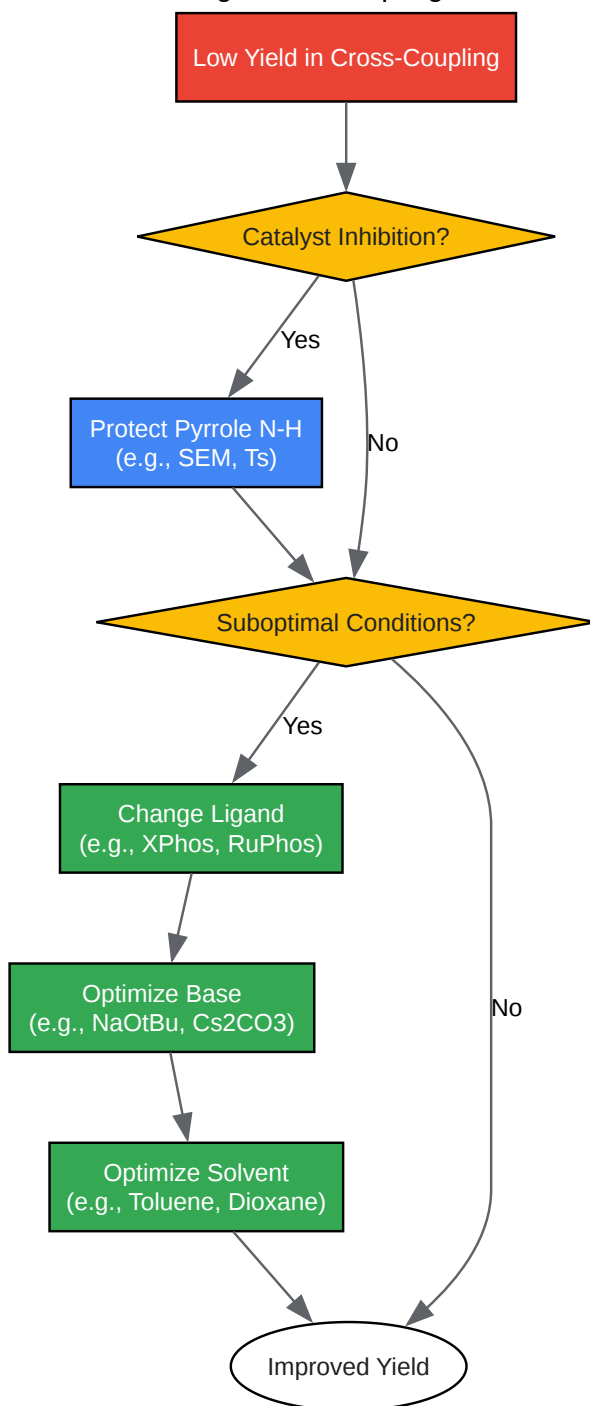 Low Yield in Cross-Coupling
Catalyst Inhibition?
Yes
Protect Pyrrole N-H
(e.g., SEM, Ts)
No
Suboptimal Conditions?
Yes
Change Ligand
(e.g., XPhos, RuPhos)
Optimize Base
(e.g., NaOtBu, Cs2CO3)
No
Optimize Solvent
(e.g., Toluene, Dioxane)
Improved Yield